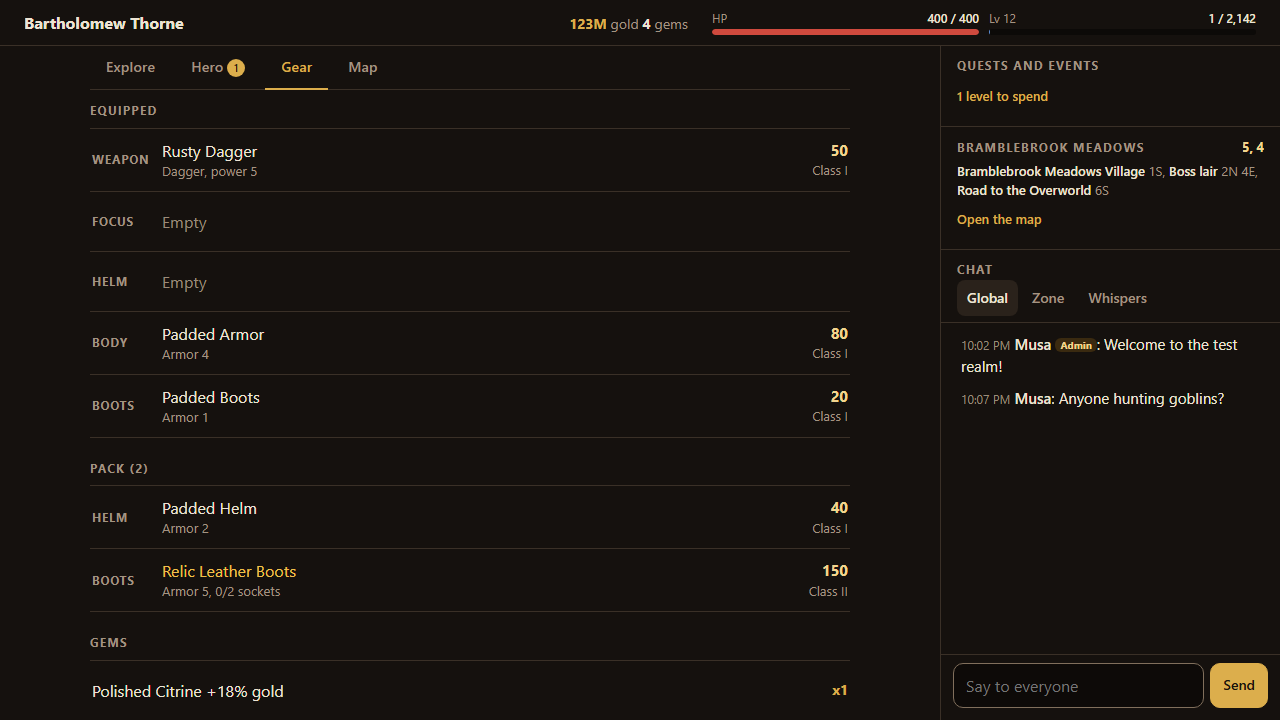 Bartholomew Thorne
123M gold 4 gems
HP 400 / 400
Lv 12 1 / 2,142
Explore
Hero 1
Gear
Map
EQUIPPED
WEAPON
Rusty Dagger
Dagger, power 5
50
Class I
FOCUS
Empty
HELM
Empty
BODY
Padded Armor
Armor 4
80
Class I
BOOTS
Padded Boots
Armor 1
20
Class I
PACK (2)
HELM
Padded Helm
Armor 2
40
Class I
BOOTS
Relic Leather Boots
Armor 5, 0/2 sockets
150
Class II
GEMS
Polished Citrine +18% gold
x1
QUESTS AND EVENTS
1 level to spend
BRAMBLEBROOK MEADOWS 5, 4
Bramblebrook Meadows Village 1S, Boss lair 2N 4E,
Road to the Overworld 6S
Open the map
CHAT
Global
Zone
Whispers
10:02 PM Musa Admin: Welcome to the test
realm!
10:07 PM Musa: Anyone hunting goblins?
Say to everyone
Send